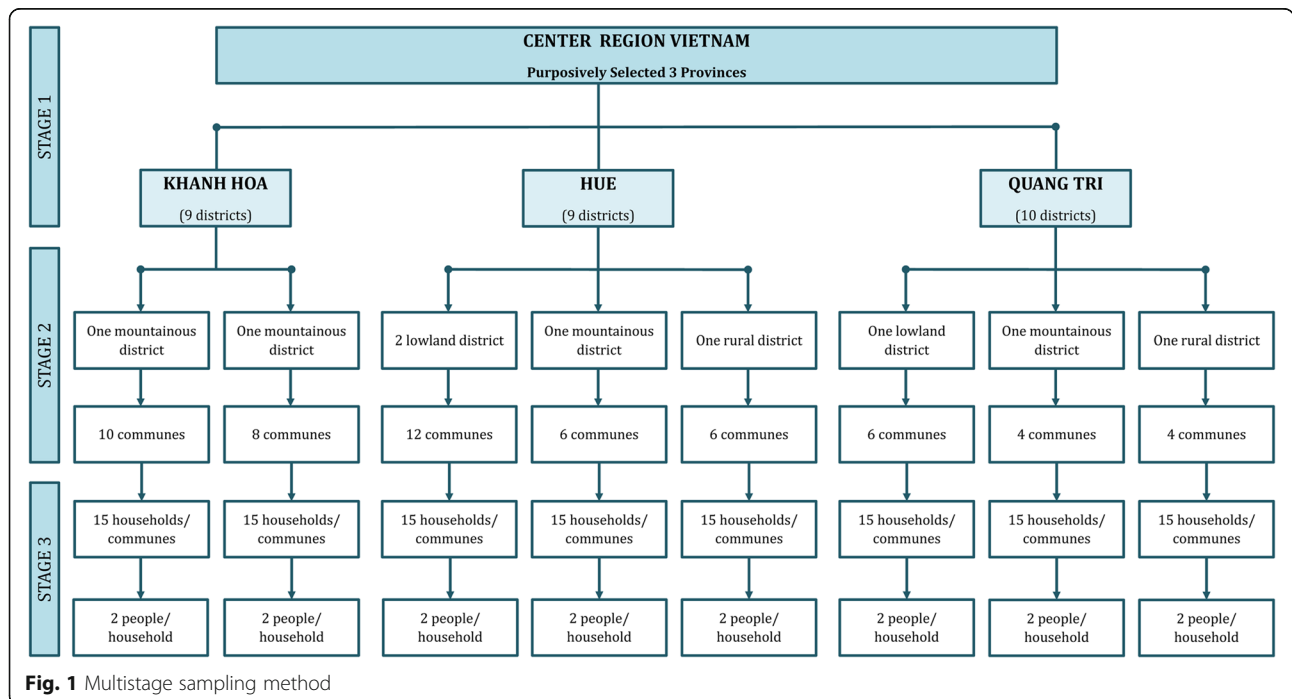 CENTER REGION VIETNAM
Purposively Selected 3 Provinces
STAGE 1
KHANH HOA
(9 districts)
HUE
(9 districts)
QUANG TRI
(10 districts)
STAGE 2
One mountainous
district
One mountainous
district
2 lowland district
One mountainous
district
One rural district
One lowland
district
One mountainous
district
One rural district
10 communes
8 communes
12 communes
6 communes
6 communes
6 communes
4 communes
4 communes
STAGE 3
15 households/
communes
15 households/
communes
15 households/
communes
15 households/
communes
15 households/
communes
15 households/
communes
15 households/
communes
15 households/
communes
2 people/
household
2 people/
household
2 people/
household
2 people/
household
2 people/
household
2 people/
household
2 people/
household
2 people/
household
Fig. 1 Multistage sampling method